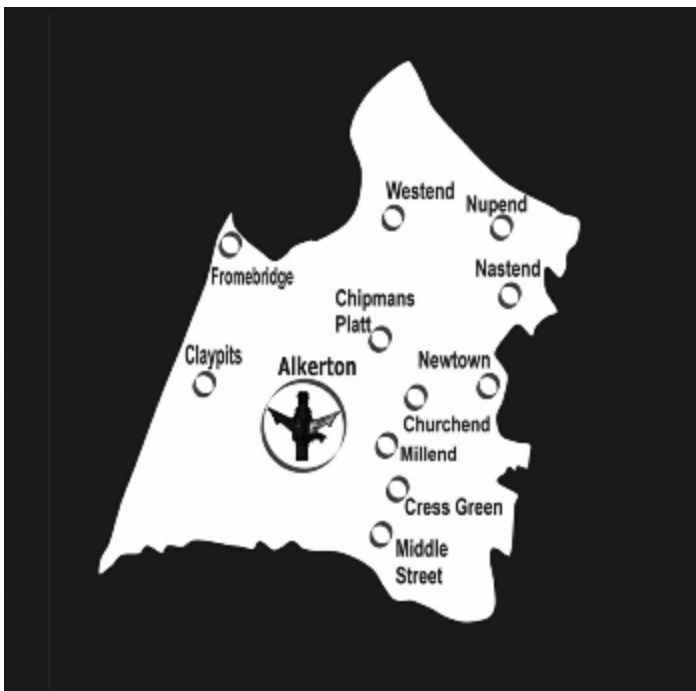 Westend
Nupend
Fromebridge
Nastend
Chipmans
Platt
Claypits
Alkerton
Newtown
Churchend
Millend
Cress Green
Middle
Street